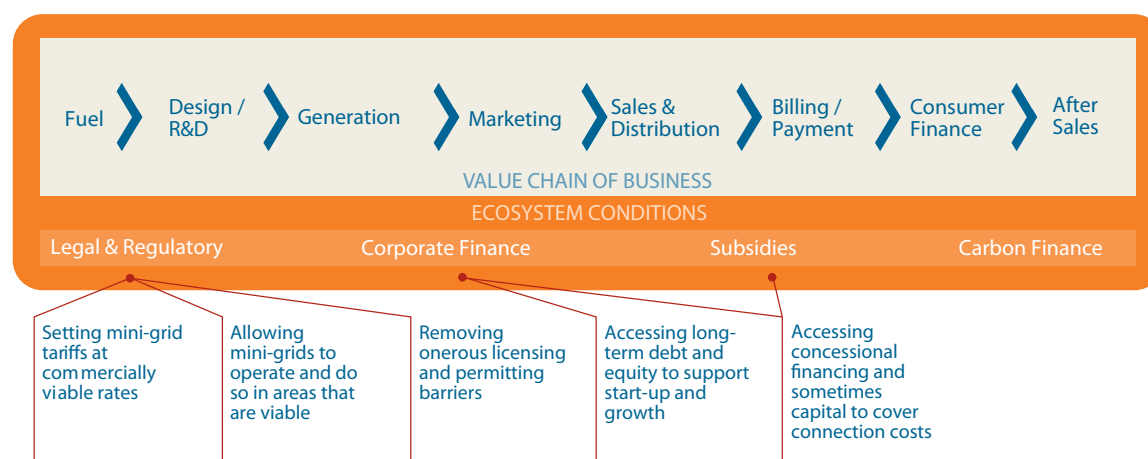 Fuel
Design /
R&D
Generation
Marketing
Sales &
Distribution
Billing /
Payment
Consumer
Finance
After
Sales
VALUE CHAIN OF BUSINESS
ECOSYSTEM CONDITIONS
Legal & Regulatory
Corporate Finance
Subsidies
Carbon Finance
Setting mini-grid
tariffs at
commercially
viable rates
Allowing
mini-grids to
operate and do
so in areas that
are viable
Removing
onerous licensing
and permitting
barriers
Accessing long-
term debt and
equity to support
start-up and
growth
Accessing
concessional
financing and
sometimes
capital to cover
connection costs